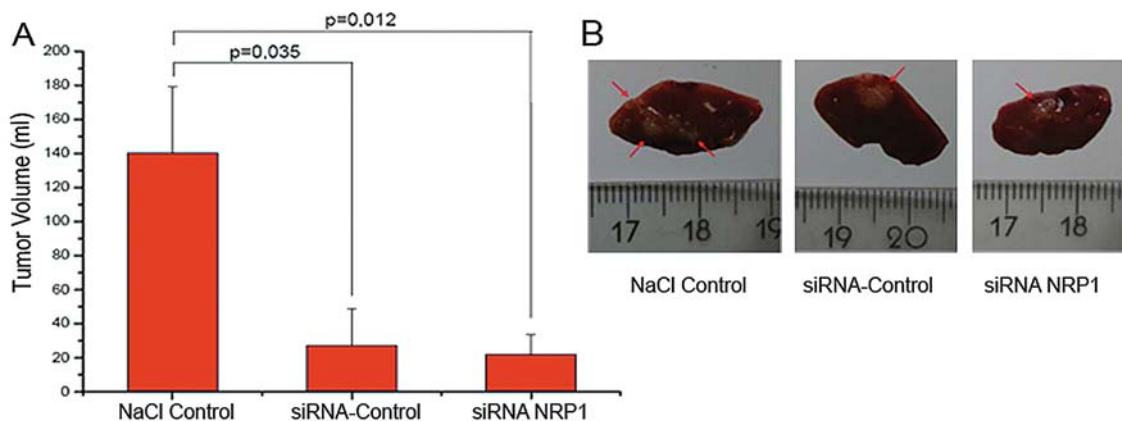 A
p=0.012
p=0.035
Tumor Volume (ml)
200
180
160
140
120
100
80
60
40
20
0
NaCl Control
siRNA-Control
siRNA NRP1
B
17 18 19
19 20
17 18
NaCl Control
siRNA-Control
siRNA NRP1